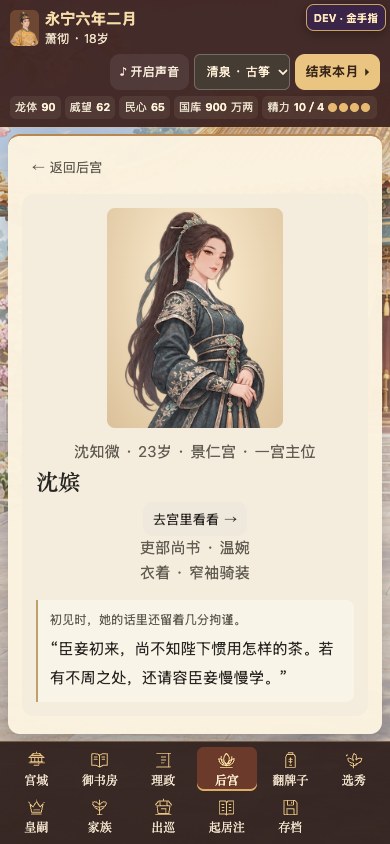 永宁六年二月
萧彻 · 18岁
DEV · 金手指
♪ 开启声音
清泉 · 古筝
结束本月
龙体 90
威望 62
民心 65
国库 900 万两
精力 10 / 4
← 返回后宫
沈知微 · 23岁 · 景仁宫 · 一宫主位
沈嫔
去宫里看看 →
吏部尚书 · 温婉
衣着 · 窄袖骑装
初见时，她的话里还留着几分拘谨。
“臣妾初来，尚不知陛下惯用怎样的茶。若
有不周之处，还请容臣妾慢慢学。”
宫城
御书房
理政
后宫
翻牌子
选秀
皇嗣
家族
出巡
起居注
存档